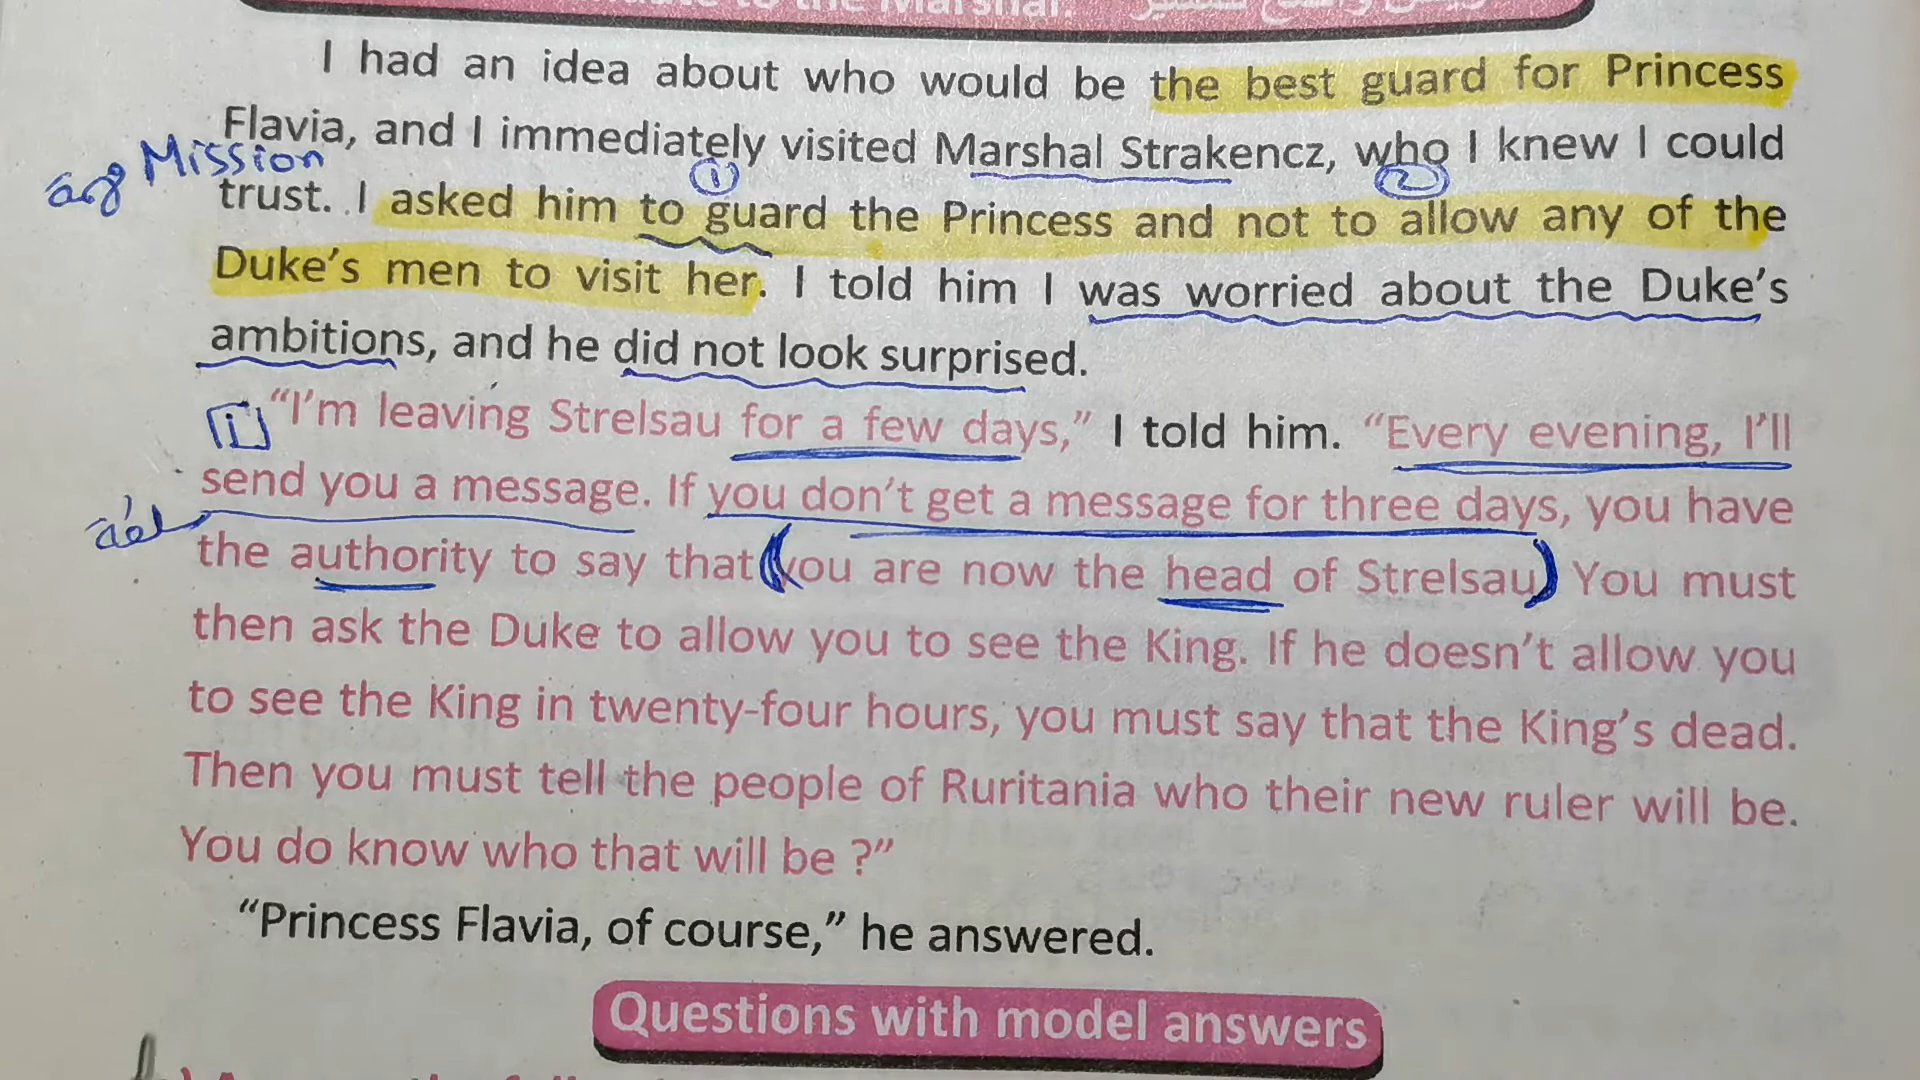 to the Marshal.
I had an idea about who would be the best guard for Princess
Flavia, and I immediately visited Marshal Strakencz, who I knew I could
Mission
① ②
trust. I asked him to guard the Princess and not to allow any of the
Duke's men to visit her. I told him I was worried about the Duke's
ambitions, and he did not look surprised.
"I'm leaving Strelsau for a few days," I told him. "Every evening, I'll
send you a message. If you don't get a message for three days, you have
the authority to say that (you are now the head of Strelsau) You must
then ask the Duke to allow you to see the King. If he doesn't allow you
to see the King in twenty-four hours, you must say that the King's dead.
Then you must tell the people of Ruritania who their new ruler will be.
You do know who that will be ?"
"Princess Flavia, of course," he answered.
Questions with model answers